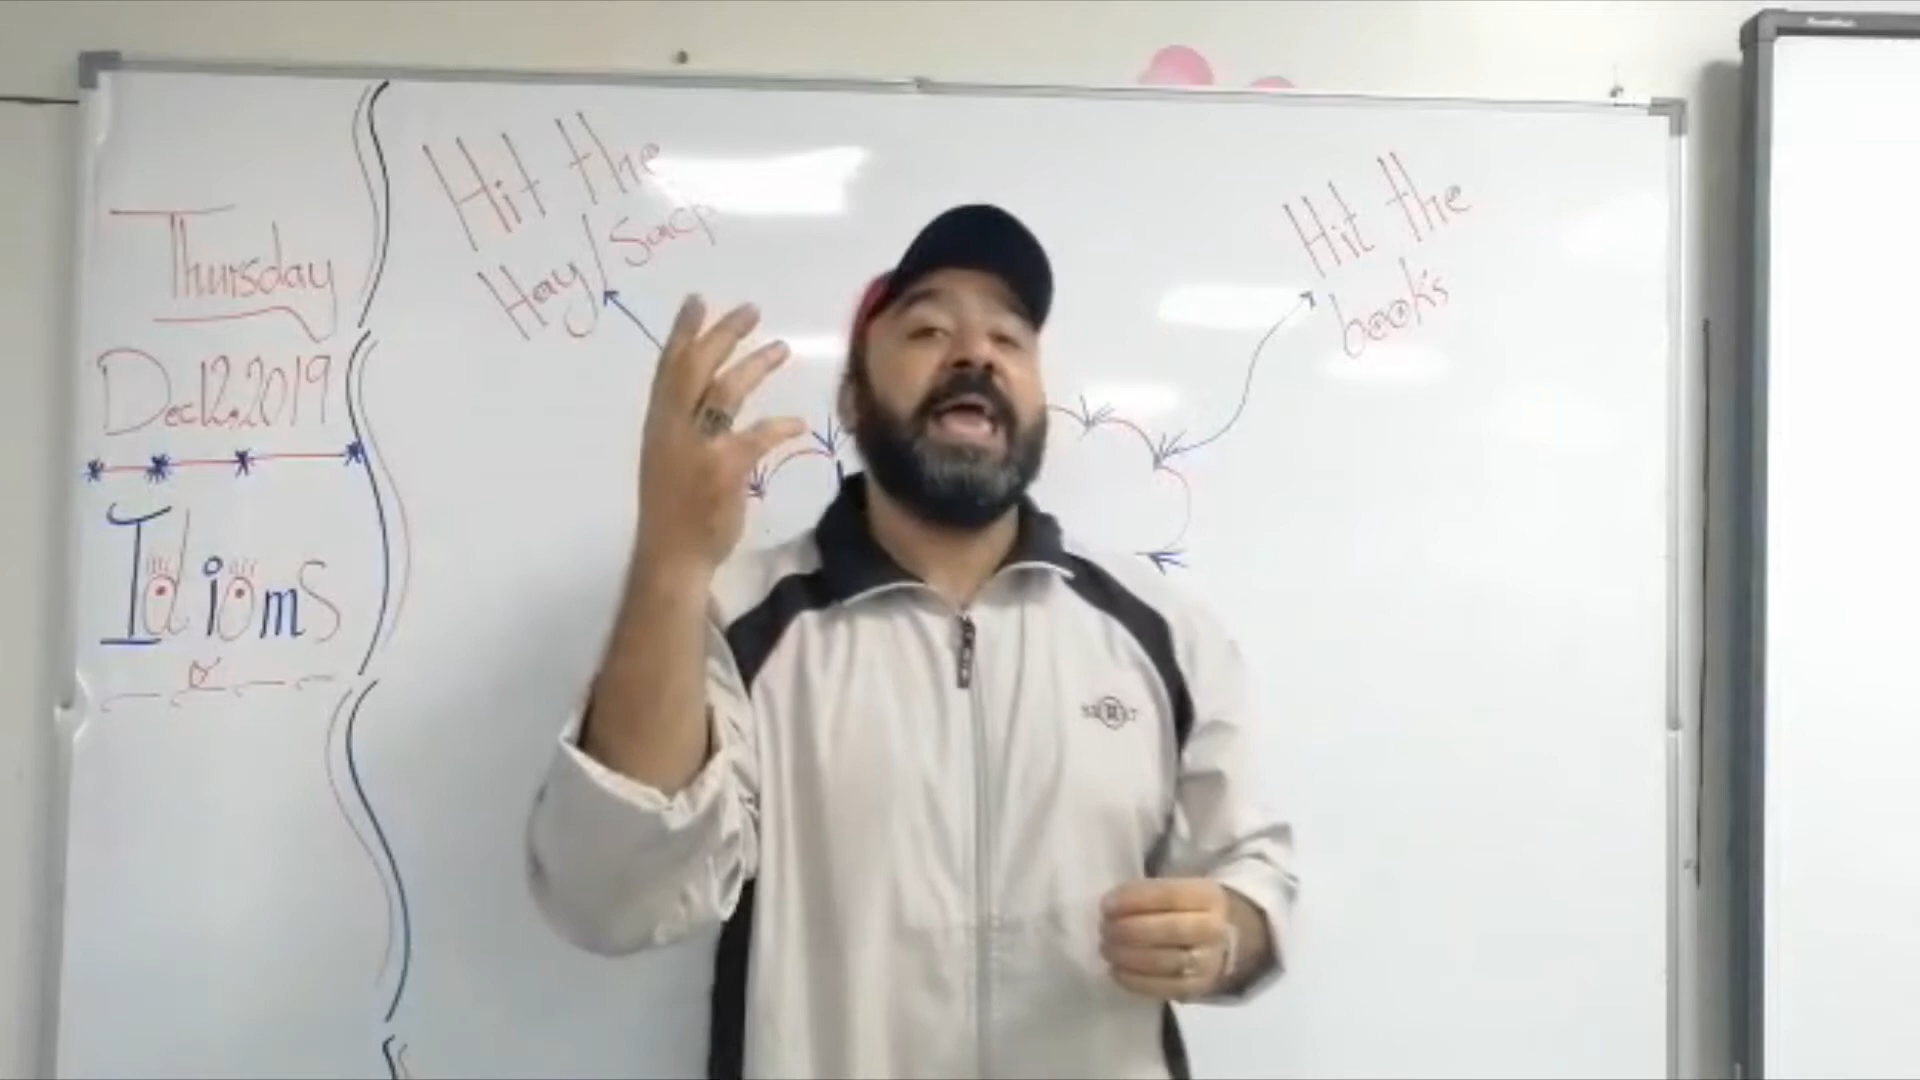 Thursday
Dec 12, 2019
Idioms
Hit the
Hay/Sack
Hit the
books